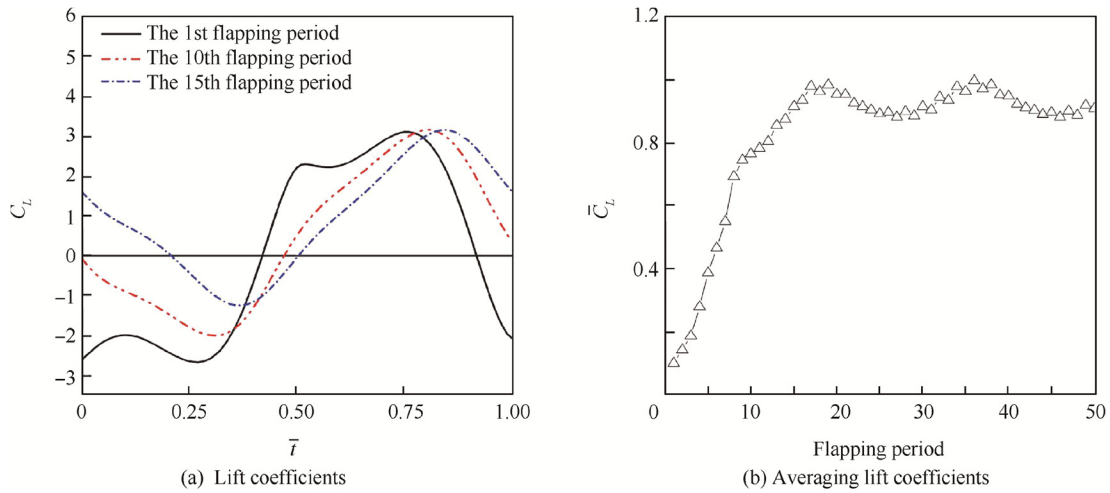 6
5
4
3
2
1
0
−1
−2
−3
C_L
The 1st flapping period
The 10th flapping period
The 15th flapping period
0 0.25 0.50 0.75 1.00
t̅
(a) Lift coefficients
1.2
0.8
0.4
C̅_L
0 10 20 30 40 50
Flapping period
(b) Averaging lift coefficients